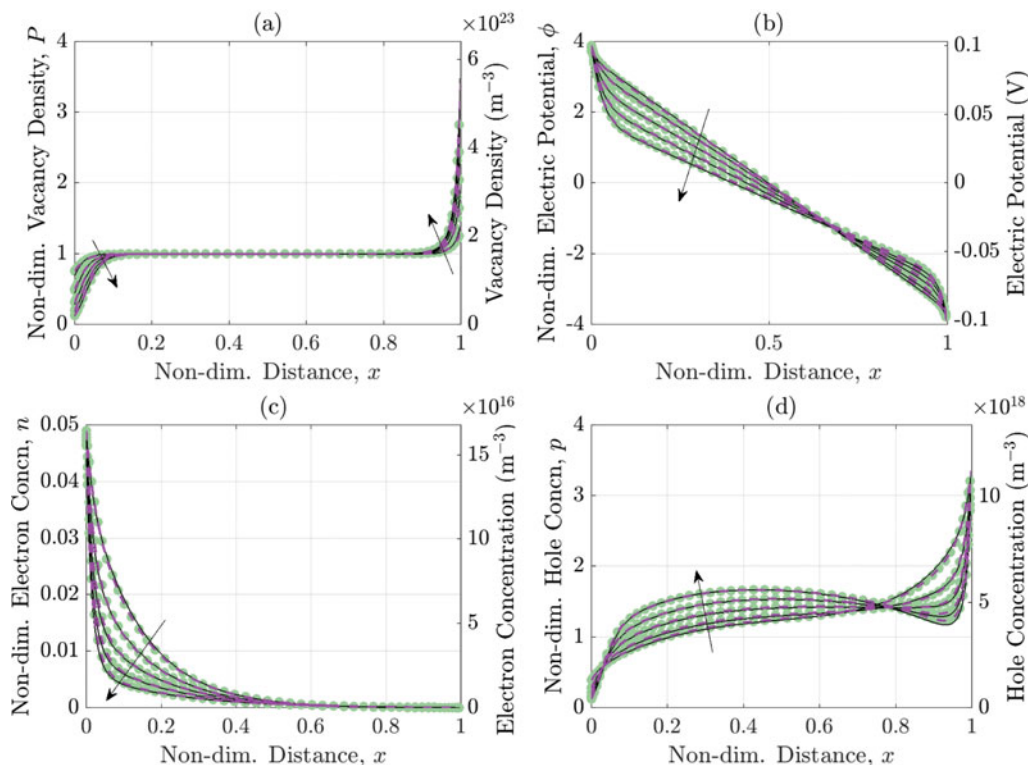 (a)
×10^23
Non-dim. Vacancy Density, P
4
3
2
1
0
6
4
2
0
Vacancy Density (m^−3)
0 0.2 0.4 0.6 0.8 1
Non-dim. Distance, x
(b)
Non-dim. Electric Potential, ϕ
4
2
0
-2
-4
0.1
0.05
0
-0.05
-0.1
Electric Potential (V)
0 0.5 1
Non-dim. Distance, x
(c)
×10^16
Non-dim. Electron Concn, n
0.05
0.04
0.03
0.02
0.01
0
15
10
5
0
Electron Concentration (m^−3)
0 0.2 0.4 0.6 0.8 1
Non-dim. Distance, x
(d)
×10^18
Non-dim. Hole Concn, p
4
3
2
1
0
10
5
0
Hole Concentration (m^−3)
0 0.2 0.4 0.6 0.8 1
Non-dim. Distance, x